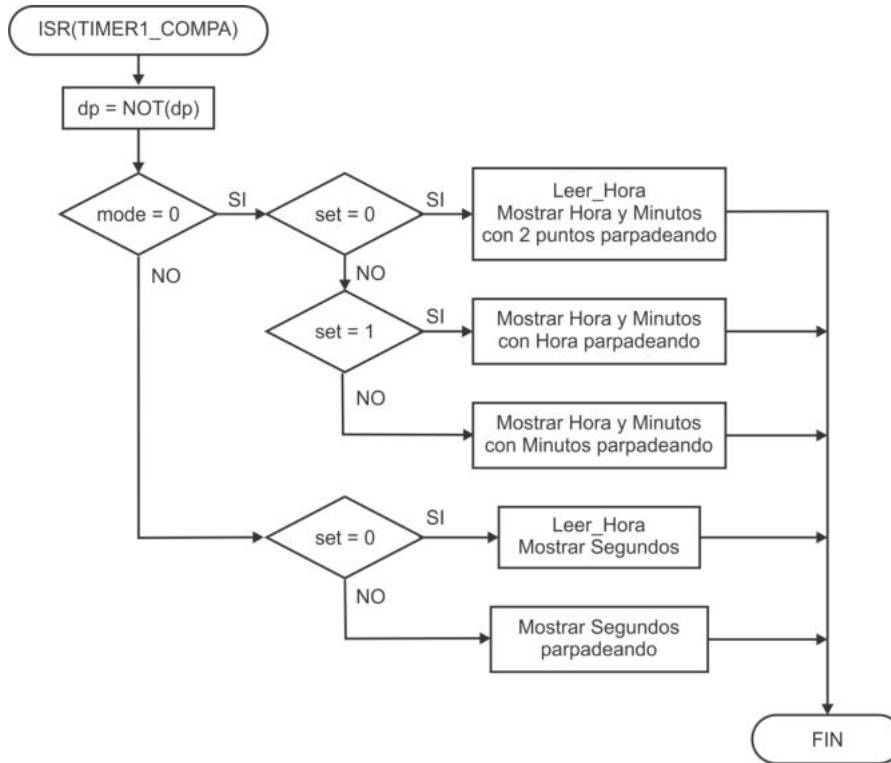 ISR(TIMER1_COMPA)
dp = NOT(dp)
mode = 0
SI
set = 0
SI
Leer_Hora
Mostrar Hora y Minutos
con 2 puntos parpadeando
NO
NO
set = 1
SI
Mostrar Hora y Minutos
con Hora parpadeando
NO
Mostrar Hora y Minutos
con Minutos parpadeando
set = 0
SI
Leer_Hora
Mostrar Segundos
NO
Mostrar Segundos
parpadeando
FIN